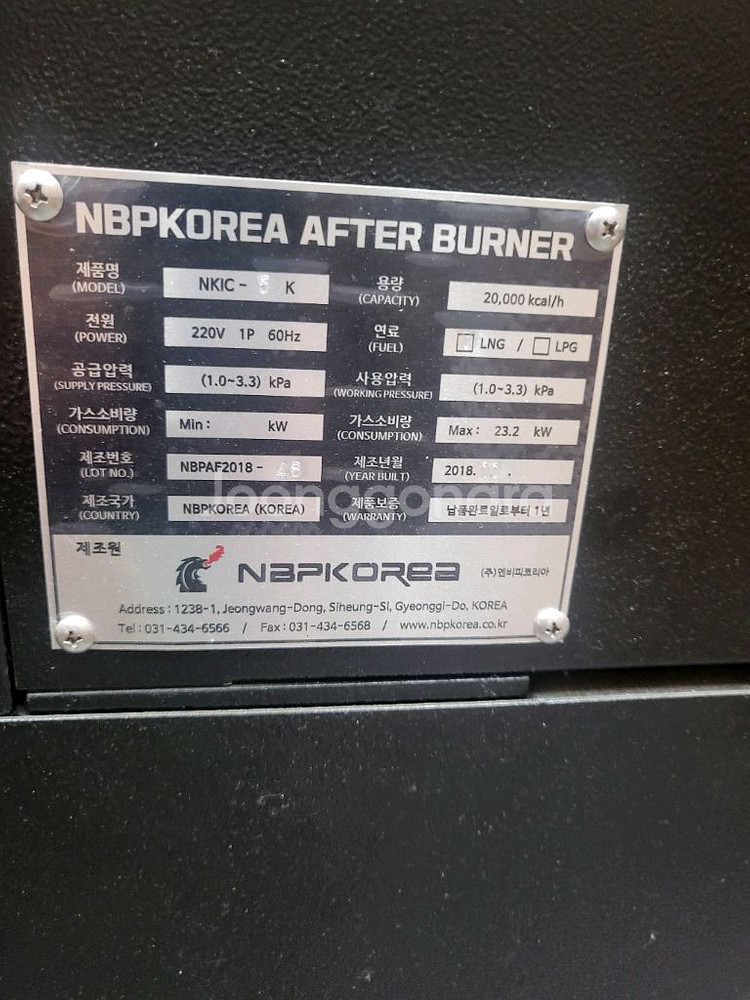 NBPKOREA AFTER BURNER
제품명 NKIC - K 용량
(MODEL) (CAPACITY) 20,000 kcal/h
전원 220V 1P 60Hz 연료
(POWER) (FUEL) LNG / LPG
공급압력 (1.0~3.3) kPa 사용압력
(SUPPLY PRESSURE) (WORKING PRESSURE) (1.0~3.3) kPa
가스소비량 Min : kW 가스소비량
(CONSUMPTION) (CONSUMPTION) Max : 23.2 kW
제조번호 NBPAF2018 - 제조년월
(LOT NO.) (YEAR BUILT) 2018. .
제조국가 NBPKOREA (KOREA) 제품보증
(COUNTRY) (WARRANTY) 납품완료일로부터 1년
Joonggonara
제조원
NBPKOREA (주)엔비피코리아
Address : 1238-1, Jeongwang-Dong, Siheung-Si, Gyeonggi-Do, KOREA
Tel : 031-434-6566 / Fax : 031-434-6568 / www.nbpkorea.co.kr